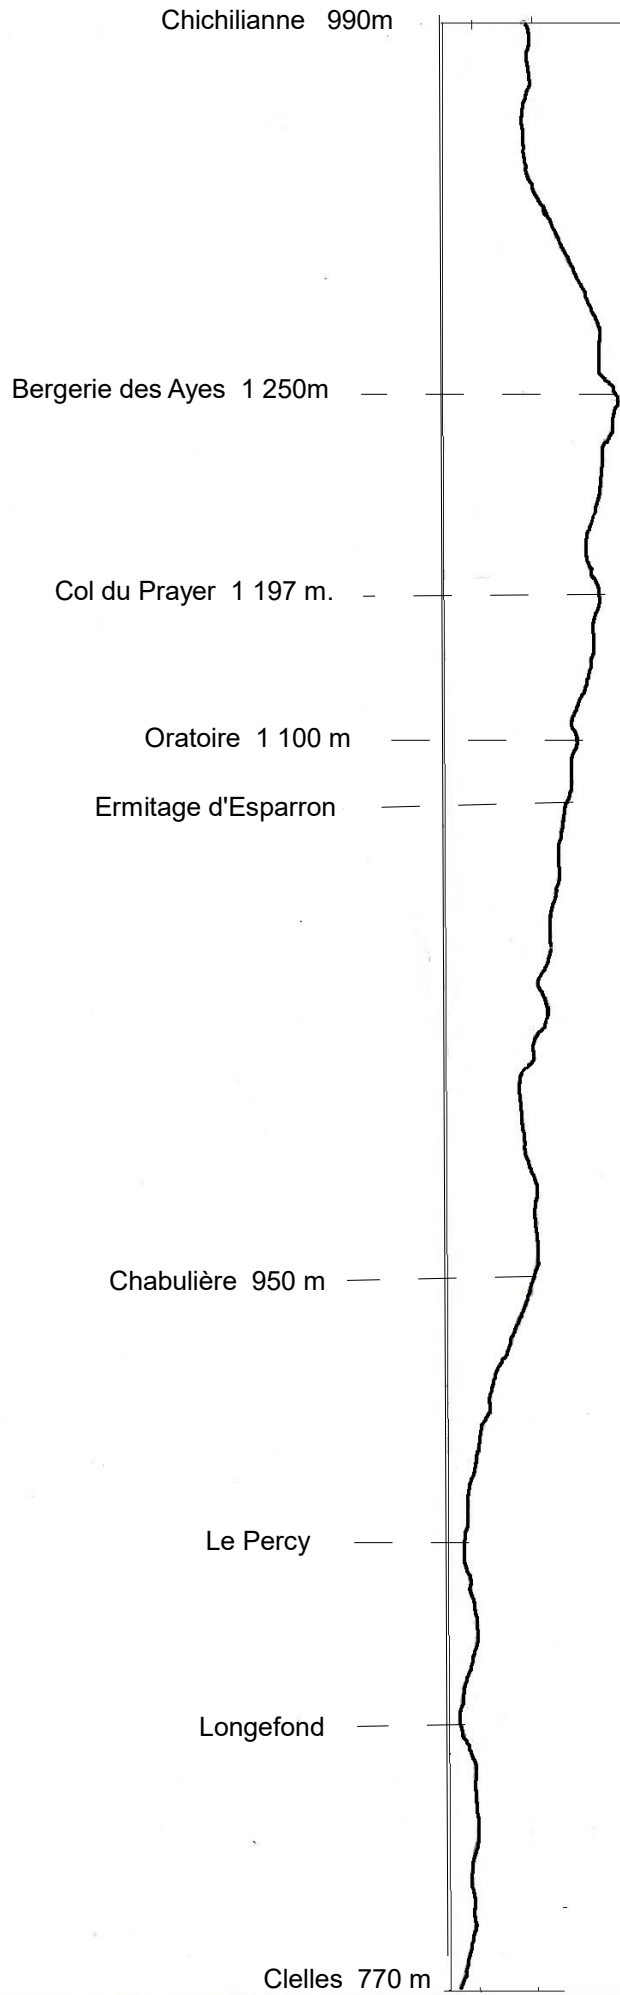 Chichilianne 990m
Bergerie des Ayes 1 250m
Col du Prayer 1 197 m.
Oratoire 1 100 m
Ermitage d'Esparron
Chabulière 950 m
Le Percy
Longefond
Clelles 770 m